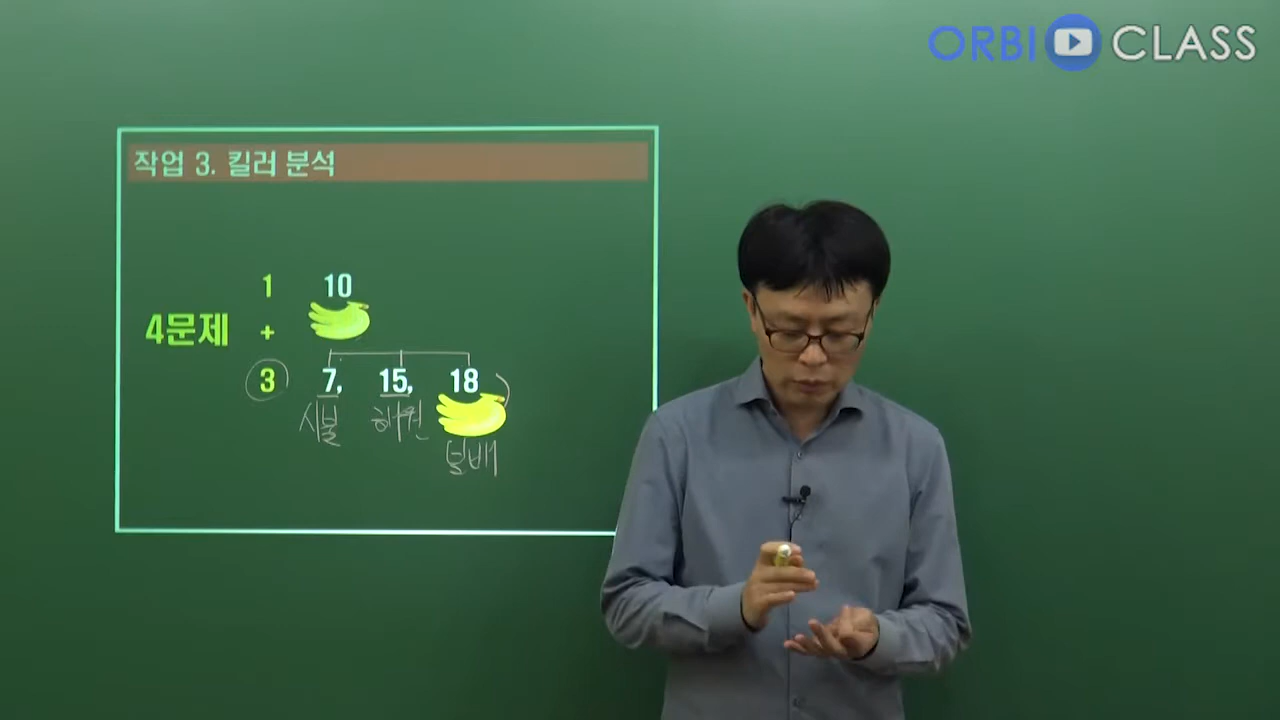 ORBI CLASS
작업 3. 킬러 분석
1 10
4문제 +
3 7, 15, 18
시불 하원
보배